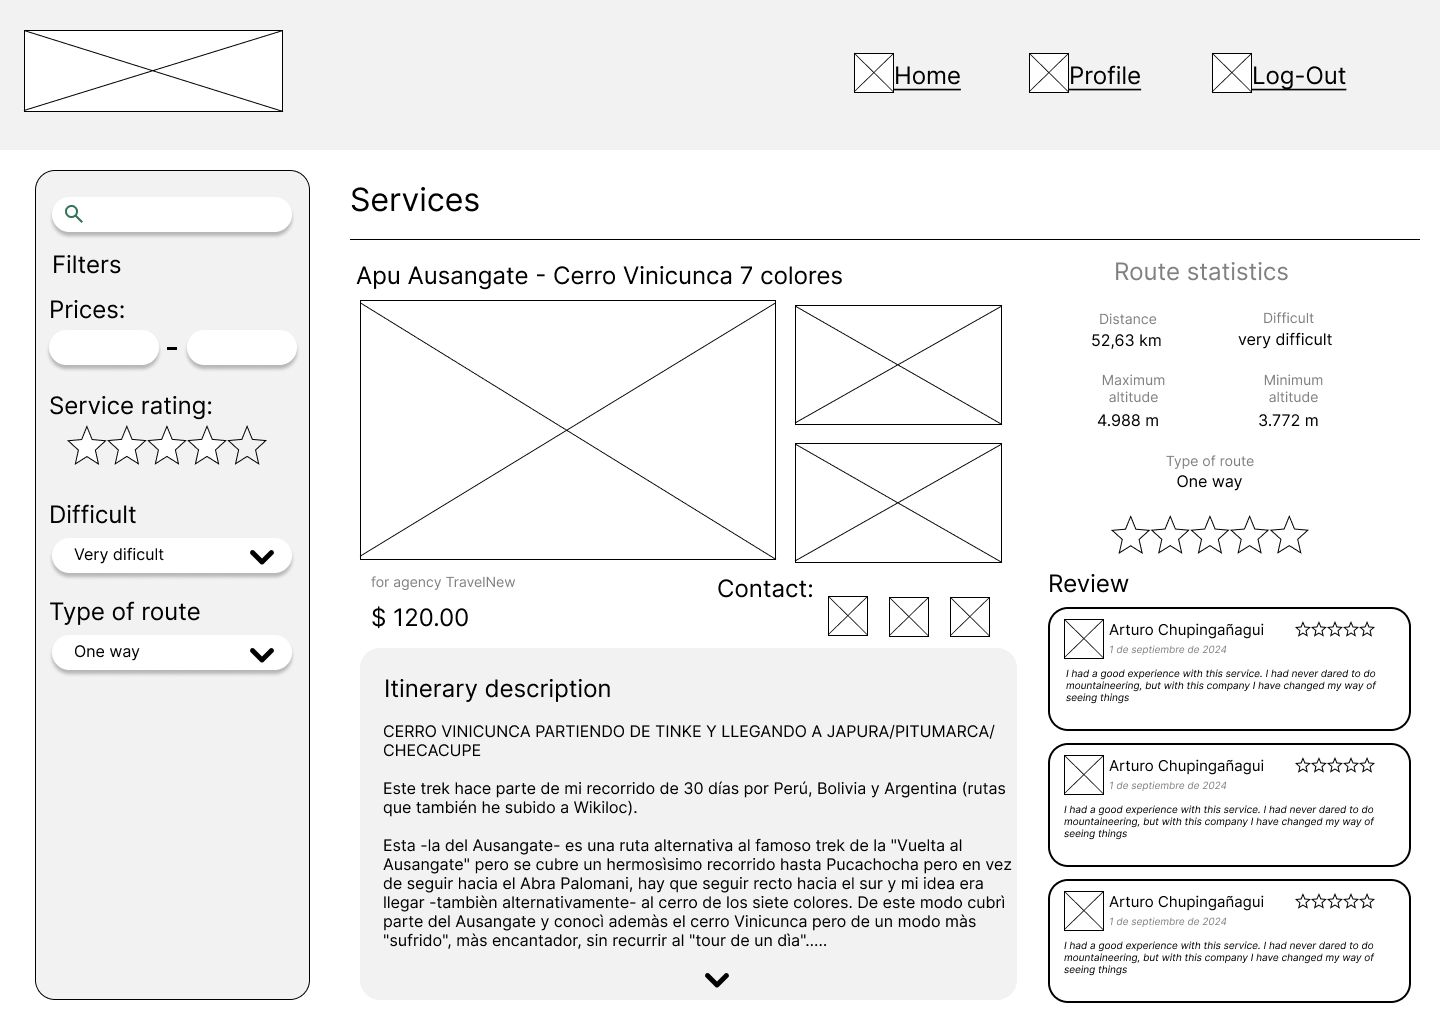 Home
Profile
Log-Out
Filters
Prices:
-
Service rating:
Difficult
Very dificult
Type of route
One way
Services
Apu Ausangate - Cerro Vinicunca 7 colores
for agency TravelNew
$ 120.00
Contact:
Itinerary description
CERRO VINICUNCA PARTIENDO DE TINKE Y LLEGANDO A JAPURA/PITUMARCA/
CHECACUPE
Este trek hace parte de mi recorrido de 30 días por Perú, Bolivia y Argentina (rutas
que también he subido a Wikiloc).
Esta -la del Ausangate- es una ruta alternativa al famoso trek de la "Vuelta al
Ausangate" pero se cubre un hermosìsimo recorrido hasta Pucachocha pero en vez
de seguir hacia el Abra Palomani, hay que seguir recto hacia el sur y mi idea era
llegar -tambièn alternativamente- al cerro de los siete colores. De este modo cubrì
parte del Ausangate y conocì ademàs el cerro Vinicunca pero de un modo màs
"sufrido", màs encantador, sin recurrir al "tour de un dìa".....
Route statistics
Distance
52,63 km
Difficult
very difficult
Maximum
altitude
4.988 m
Minimum
altitude
3.772 m
Type of route
One way
Review
Arturo Chupingañagui
1 de septiembre de 2024
I had a good experience with this service. I had never dared to do
mountaineering, but with this company I have changed my way of
seeing things
Arturo Chupingañagui
1 de septiembre de 2024
I had a good experience with this service. I had never dared to do
mountaineering, but with this company I have changed my way of
seeing things
Arturo Chupingañagui
1 de septiembre de 2024
I had a good experience with this service. I had never dared to do
mountaineering, but with this company I have changed my way of
seeing things